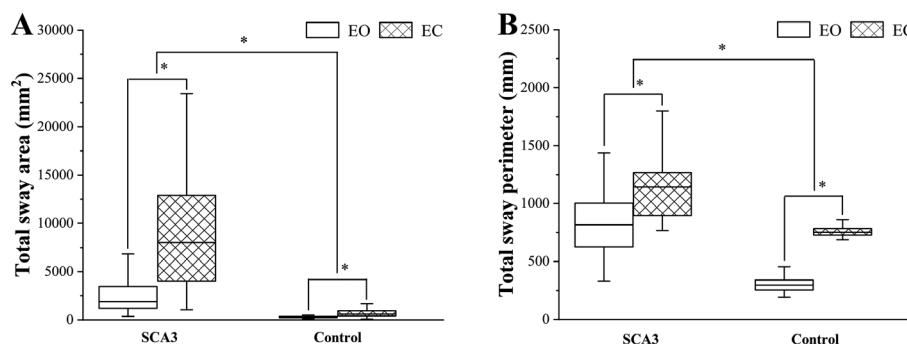 A
EO
EC
Total sway area (mm²)
30000
25000
20000
15000
10000
5000
0
*
*
*
SCA3
Control
B
EO
EC
Total sway perimeter (mm)
2500
2000
1500
1000
500
0
*
*
*
SCA3
Control